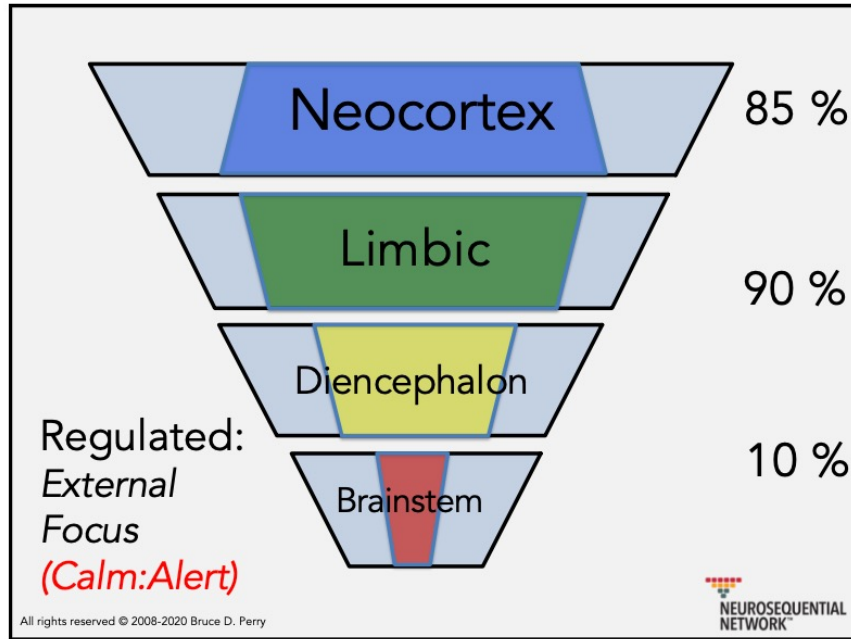 Neocortex
85 %
Limbic
90 %
Diencephalon
10 %
Brainstem
Regulated:
External
Focus
(Calm:Alert)
All rights reserved © 2008-2020 Bruce D. Perry
NEUROSEQUENTIAL
NETWORK™